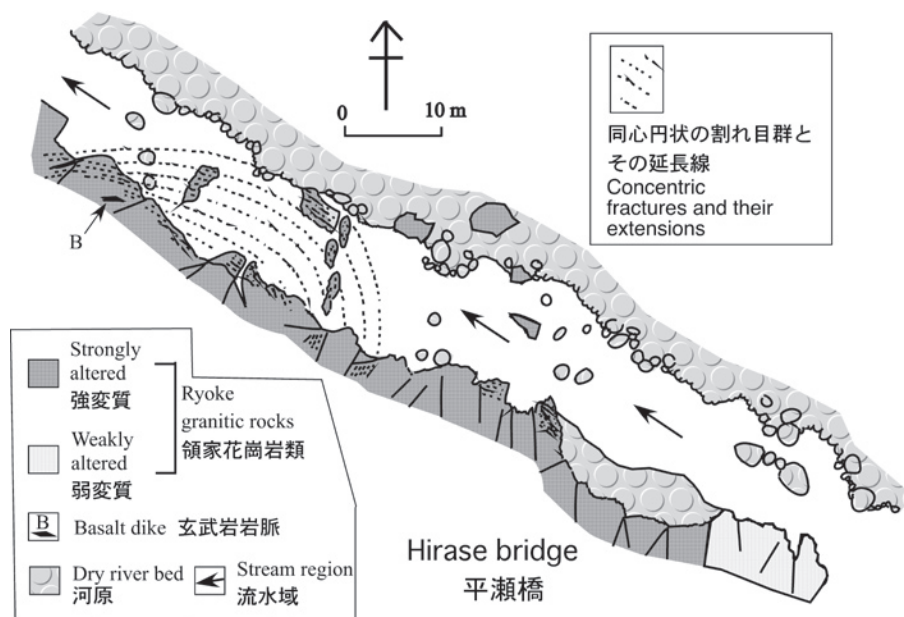 0 10 m
同心円状の割れ目群と
その延長線
Concentric
fractures and their
extensions
B
Strongly
altered
強変質
Weakly
altered
弱変質
Ryoke
granitic rocks
領家花崗岩類
B Basalt dike 玄武岩岩脈
Dry river bed
河原
Stream region
流水域
Hirase bridge
平瀬橋